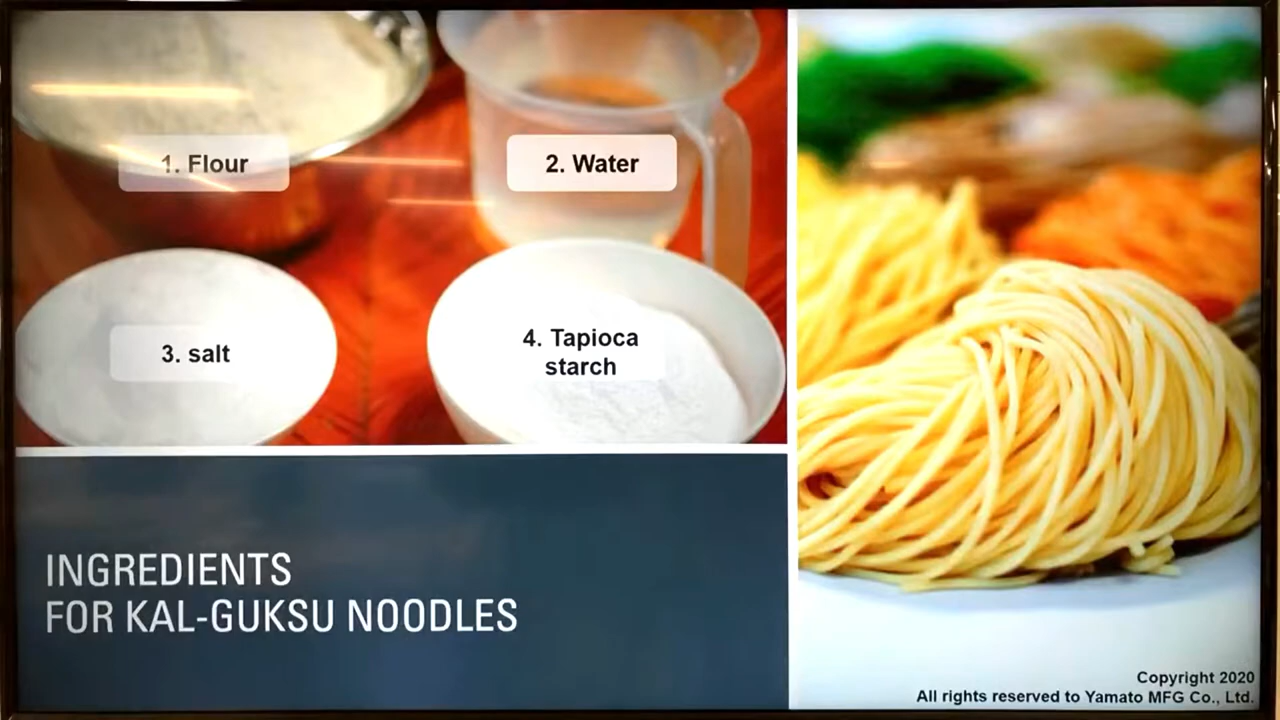 1. Flour
2. Water
3. salt
4. Tapioca
starch
INGREDIENTS
FOR KAL-GUKSU NOODLES
Copyright 2020
All rights reserved to Yamato MFG Co., Ltd.